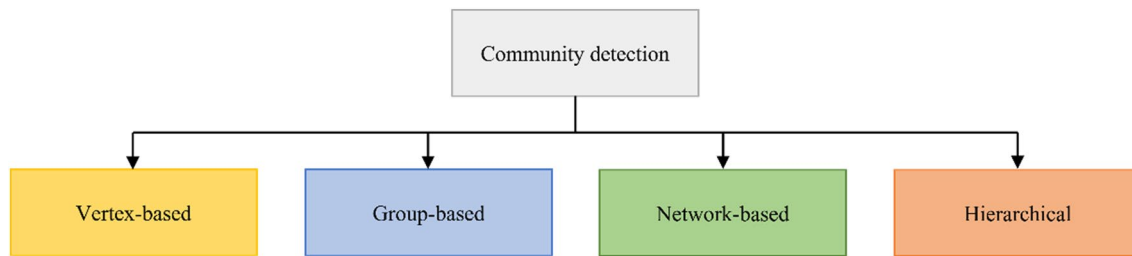 Community detection
Vertex-based
Group-based
Network-based
Hierarchical